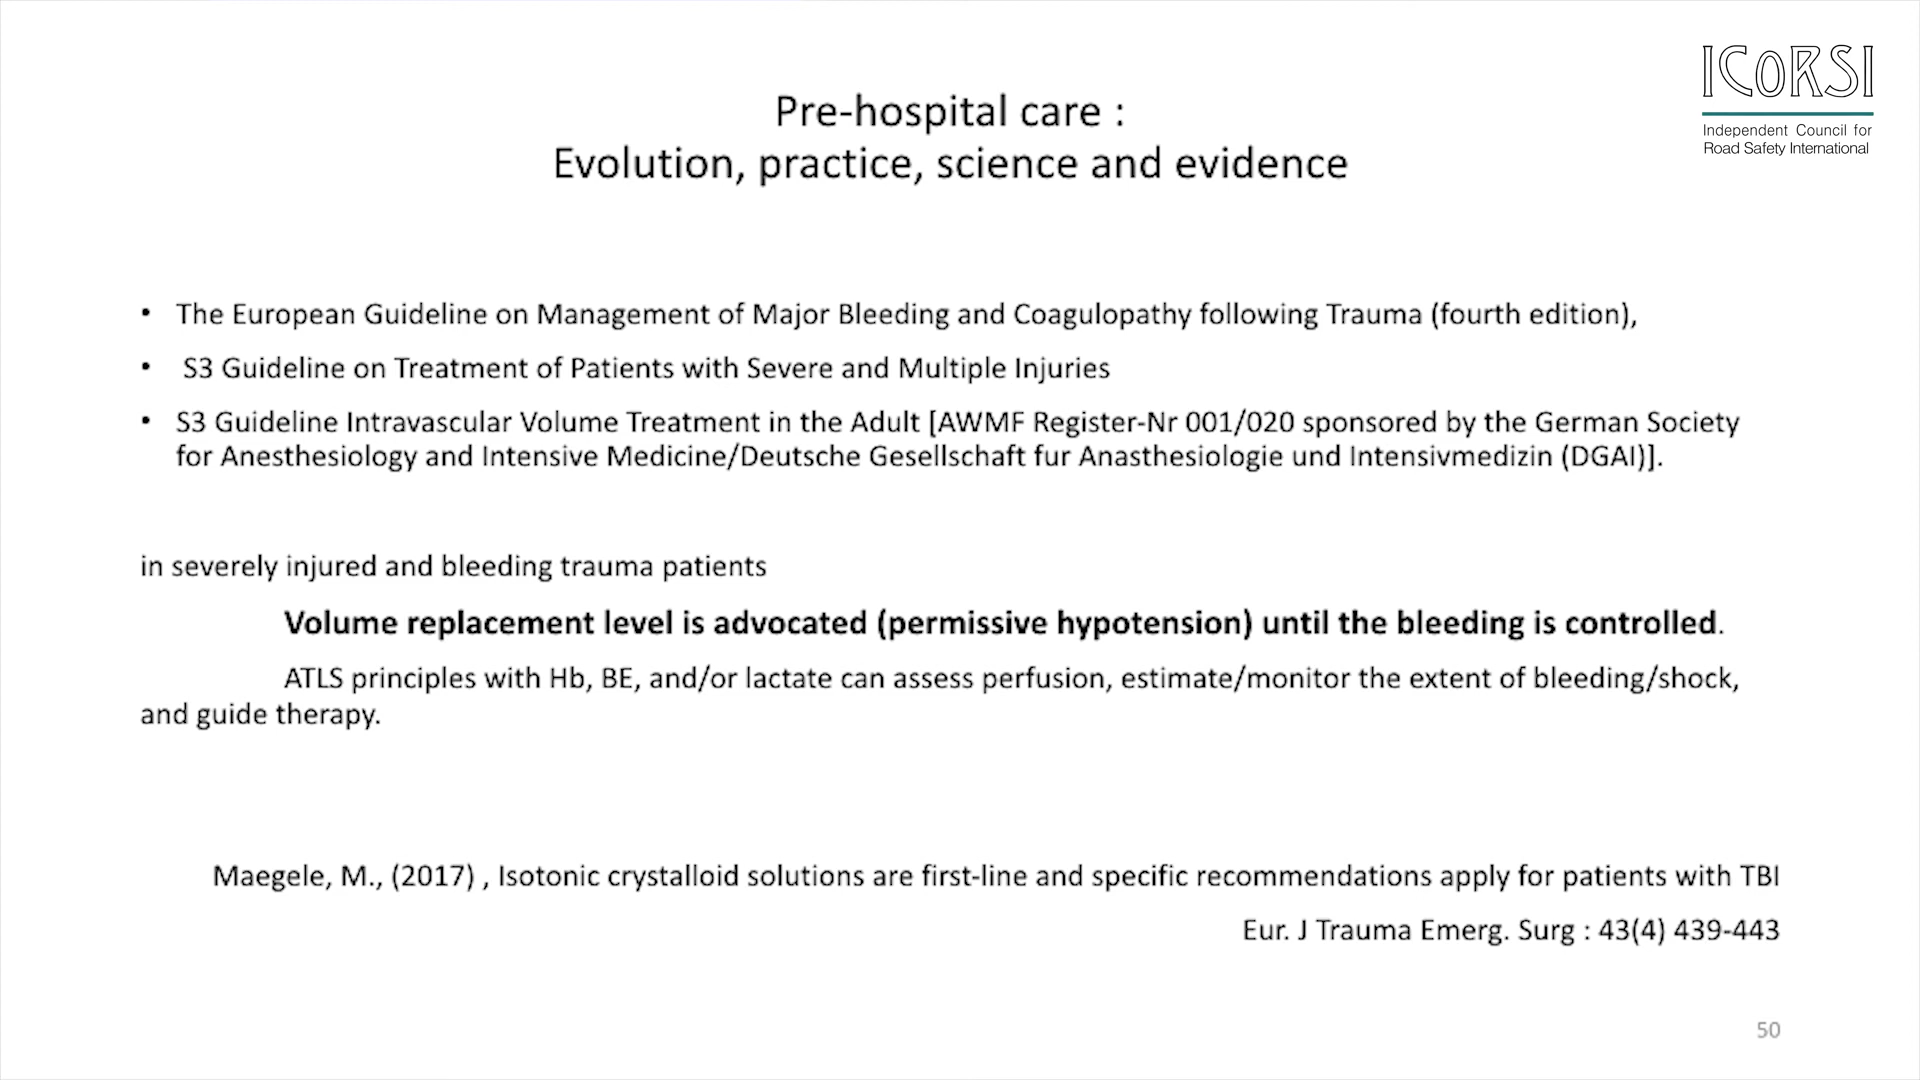 ICoRSI
Independent Council for
Road Safety International
Pre-hospital care :
Evolution, practice, science and evidence
• The European Guideline on Management of Major Bleeding and Coagulopathy following Trauma (fourth edition),
• S3 Guideline on Treatment of Patients with Severe and Multiple Injuries
• S3 Guideline Intravascular Volume Treatment in the Adult [AWMF Register-Nr 001/020 sponsored by the German Society
for Anesthesiology and Intensive Medicine/Deutsche Gesellschaft fur Anasthesiologie und Intensivmedizin (DGAI)].
in severely injured and bleeding trauma patients
Volume replacement level is advocated (permissive hypotension) until the bleeding is controlled.
ATLS principles with Hb, BE, and/or lactate can assess perfusion, estimate/monitor the extent of bleeding/shock,
and guide therapy.
Maegele, M., (2017) , Isotonic crystalloid solutions are first-line and specific recommendations apply for patients with TBI
Eur. J Trauma Emerg. Surg : 43(4) 439-443
50